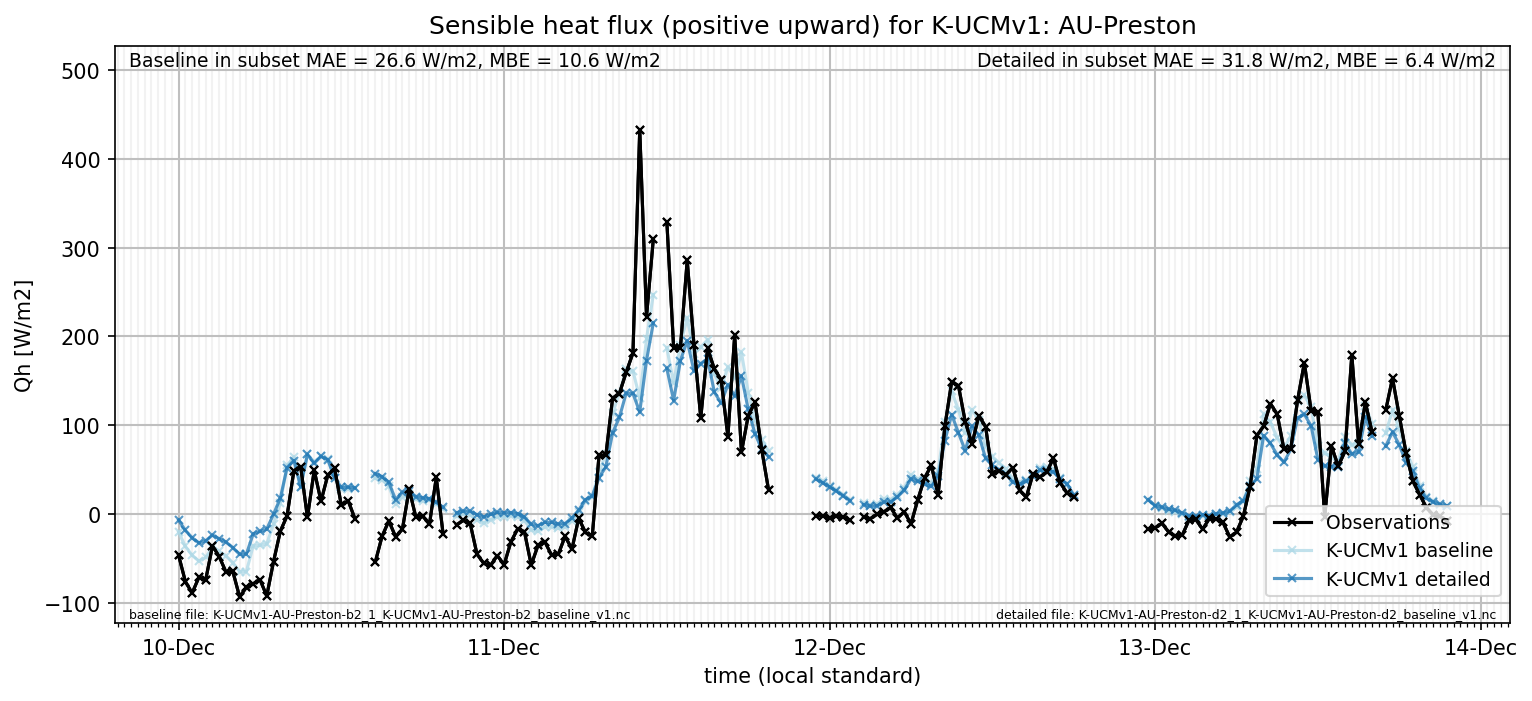 Sensible heat flux (positive upward) for K-UCMv1: AU-Preston
Baseline in subset MAE = 26.6 W/m2, MBE = 10.6 W/m2
Detailed in subset MAE = 31.8 W/m2, MBE = 6.4 W/m2
500
400
300
200
100
0
−100
Qh [W/m2]
Observations
K-UCMv1 baseline
K-UCMv1 detailed
baseline file: K-UCMv1-AU-Preston-b2_1_K-UCMv1-AU-Preston-b2_baseline_v1.nc
detailed file: K-UCMv1-AU-Preston-d2_1_K-UCMv1-AU-Preston-d2_baseline_v1.nc
10-Dec
11-Dec
12-Dec
13-Dec
14-Dec
time (local standard)